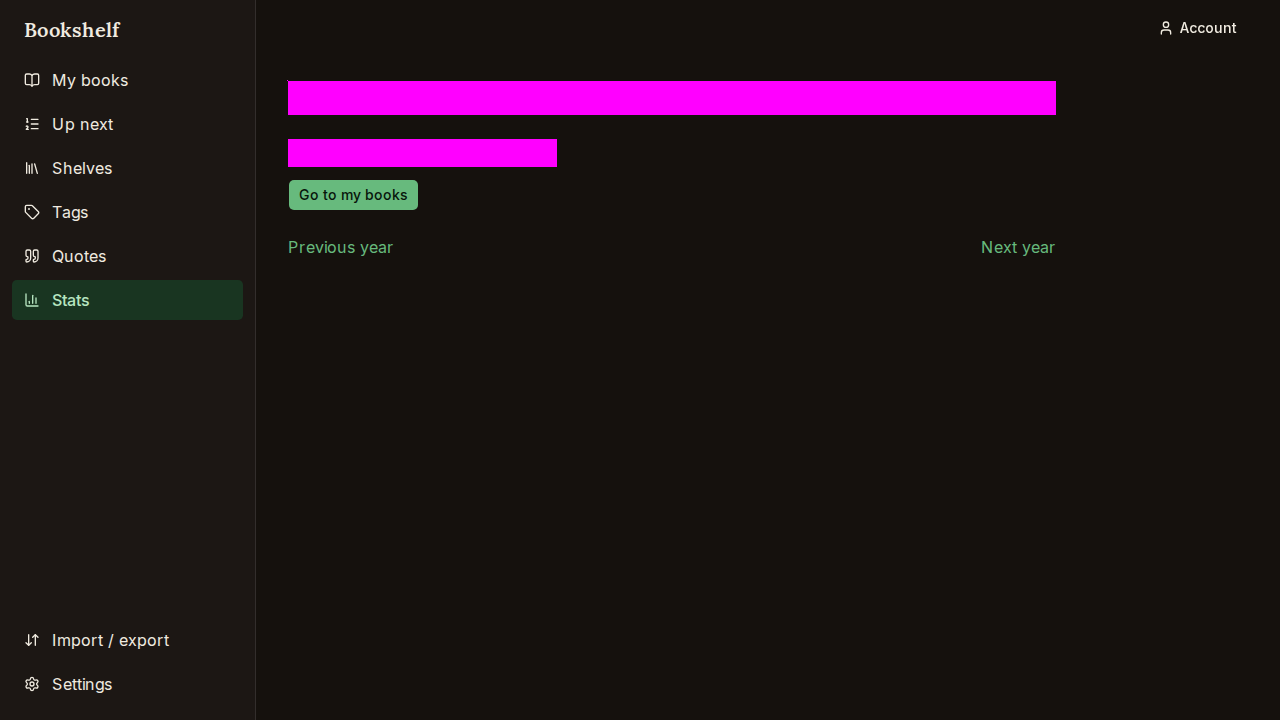 Bookshelf
My books
Up next
Shelves
Tags
Quotes
Stats
Import / export
Settings
Account
Go to my books
Previous year
Next year